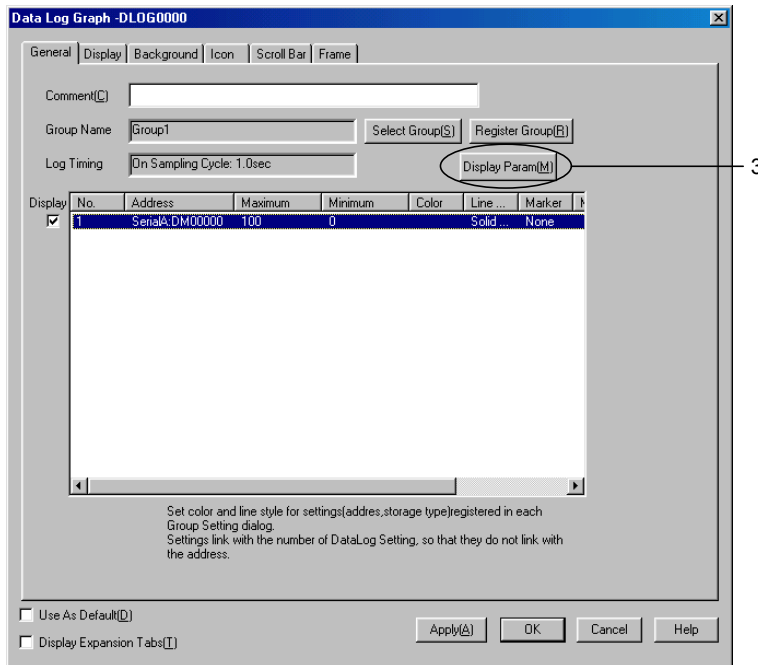 Data Log Graph -DLOG0000
General Display Background Icon Scroll Bar Frame
Comment(C)
Group Name Group1 Select Group(S) Register Group(R)
Log Timing On Sampling Cycle: 1.0sec Display Param(M) 3
Display No. Address Maximum Minimum Color Line ... Marker
1 SerialA:DM00000 100 0 Solid ... None
Set color and line style for settings(addres,storage type)registered in each
Group Setting dialog.
Settings link with the number of DataLog Setting, so that they do not link with
the address.
Use As Default(D)
Display Expansion Tabs(T)
Apply(A) OK Cancel Help